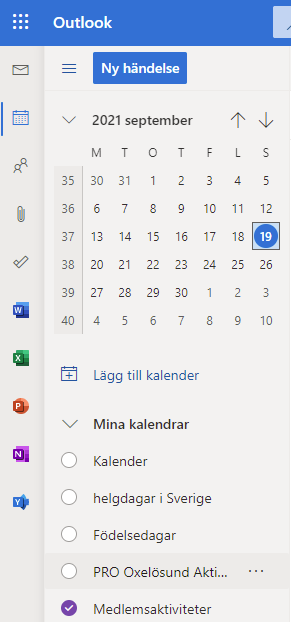 Outlook
Ny händelse
2021 september
M T O T F L S
35 30 31 1 2 3 4 5
36 6 7 8 9 10 11 12
37 13 14 15 16 17 18 19
38 20 21 22 23 24 25 26
39 27 28 29 30 1 2 3
40 4 5 6 7 8 9 10
Lägg till kalender
Mina kalendrar
Kalender
helgdagar i Sverige
Födelsedagar
PRO Oxelösund Akti... ...
Medlemsaktiviteter